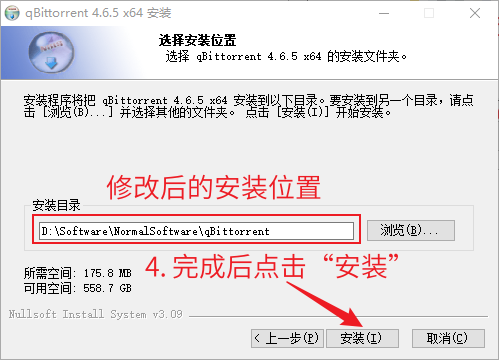 qBittorrent 4.6.5 x64 安装
选择安装位置
选择 qBittorrent 4.6.5 x64 的安装文件夹。
安装程序将把 qBittorrent 4.6.5 x64 安装到以下目录。要安装到另一个目录，请点
击 [浏览(B)...] 并选择其他的文件夹。 点击 [安装(I)] 开始安装。
修改后的安装位置
安装目录
D:\Software\NormalSoftware\qBittorrent
浏览(B)...
4. 完成后点击“安装”
所需空间: 175.8 MB
可用空间: 558.7 GB
Nullsoft Install System v3.09
< 上一步(P)
安装(I)
取消(C)